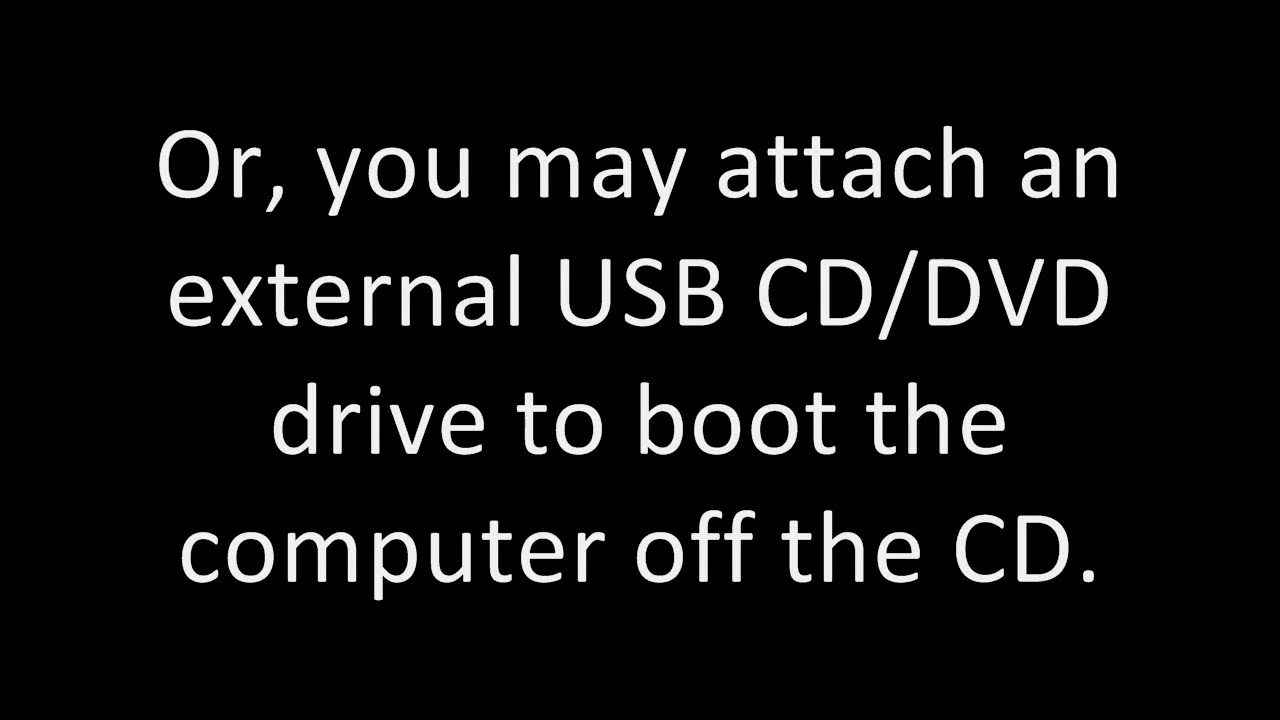 Or, you may attach an
external USB CD/DVD
drive to boot the
computer off the CD.